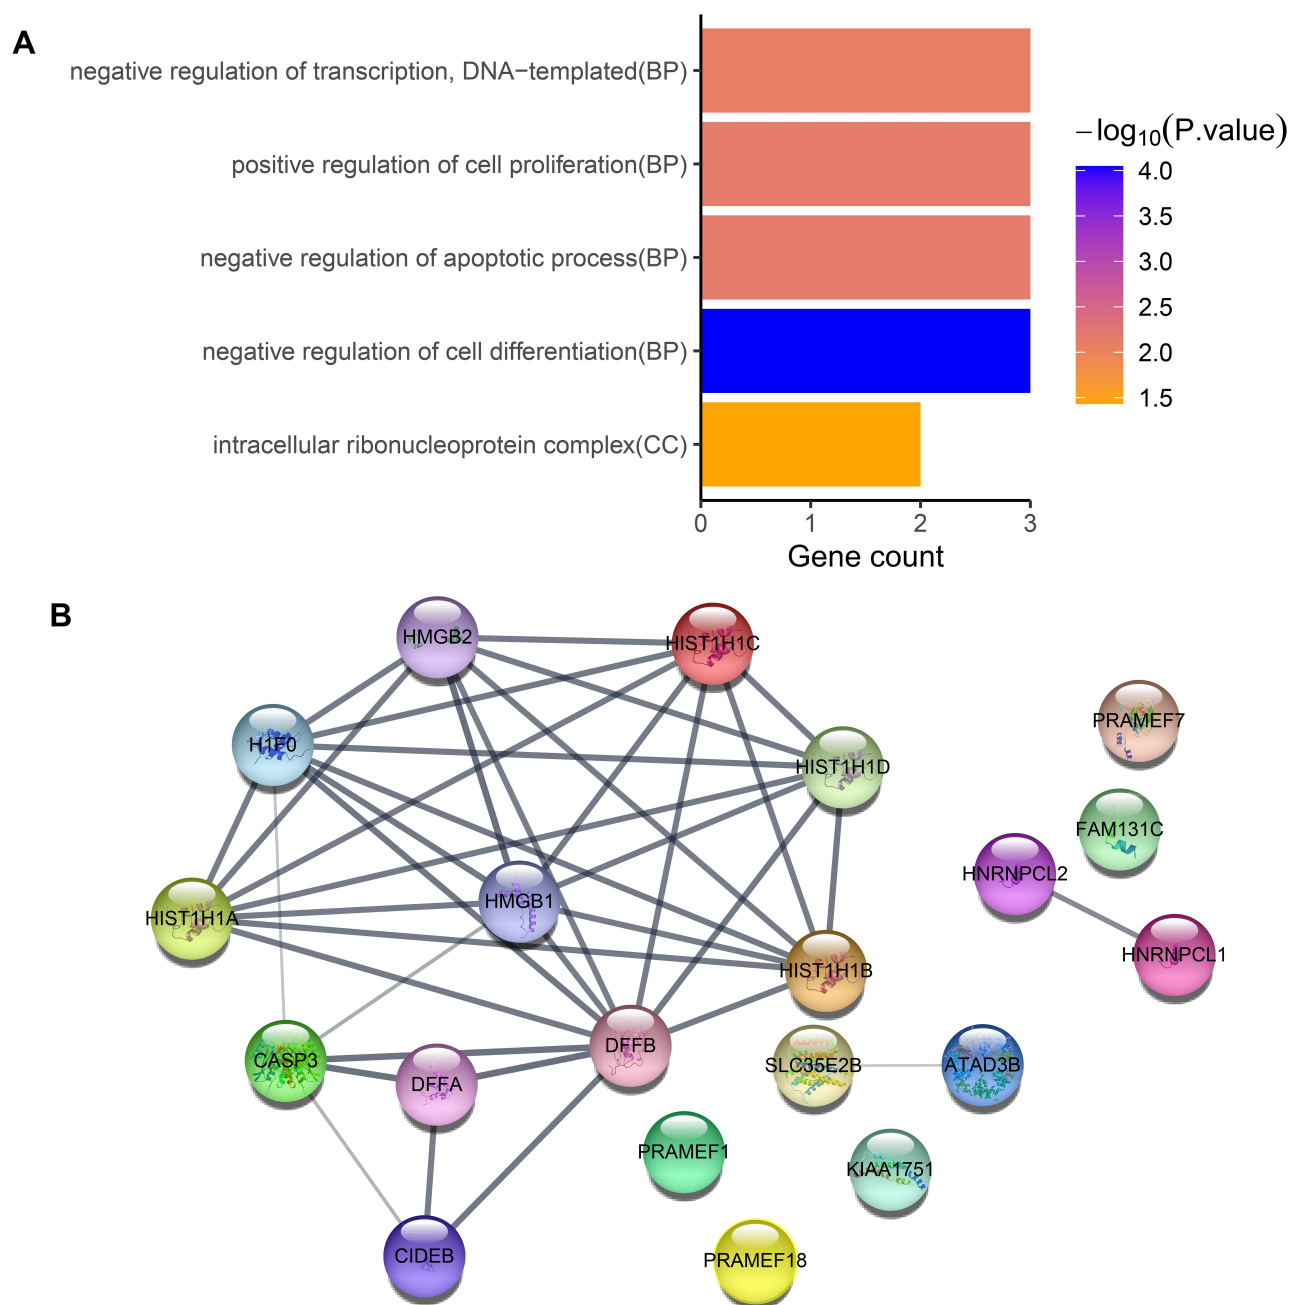 A
negative regulation of transcription, DNA−templated(BP)
positive regulation of cell proliferation(BP)
negative regulation of apoptotic process(BP)
negative regulation of cell differentiation(BP)
intracellular ribonucleoprotein complex(CC)
0 1 2 3
Gene count
−log10(P.value)
4.0
3.5
3.0
2.5
2.0
1.5
B
HMGB2
HIST1H1C
PRAMEF7
H1F0
HIST1H1D
FAM131C
HNRNPCL2
HMGB1
HIST1H1A
HNRNPCL1
HIST1H1B
DFFB
CASP3
SLC35E2B
ATAD3B
DFFA
PRAMEF1
KIAA1751
CIDEB
PRAMEF18